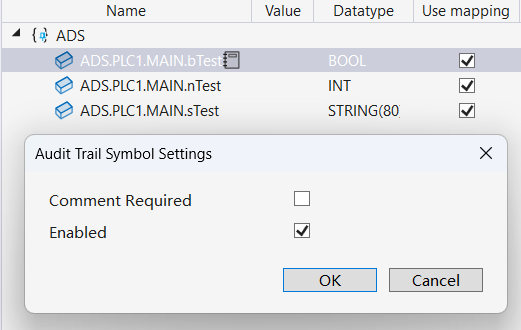 Name Value Datatype Use mapping
ADS
ADS.PLC1.MAIN.bTest BOOL
ADS.PLC1.MAIN.nTest INT
ADS.PLC1.MAIN.sTest STRING(80
Audit Trail Symbol Settings
Comment Required
Enabled
OK Cancel